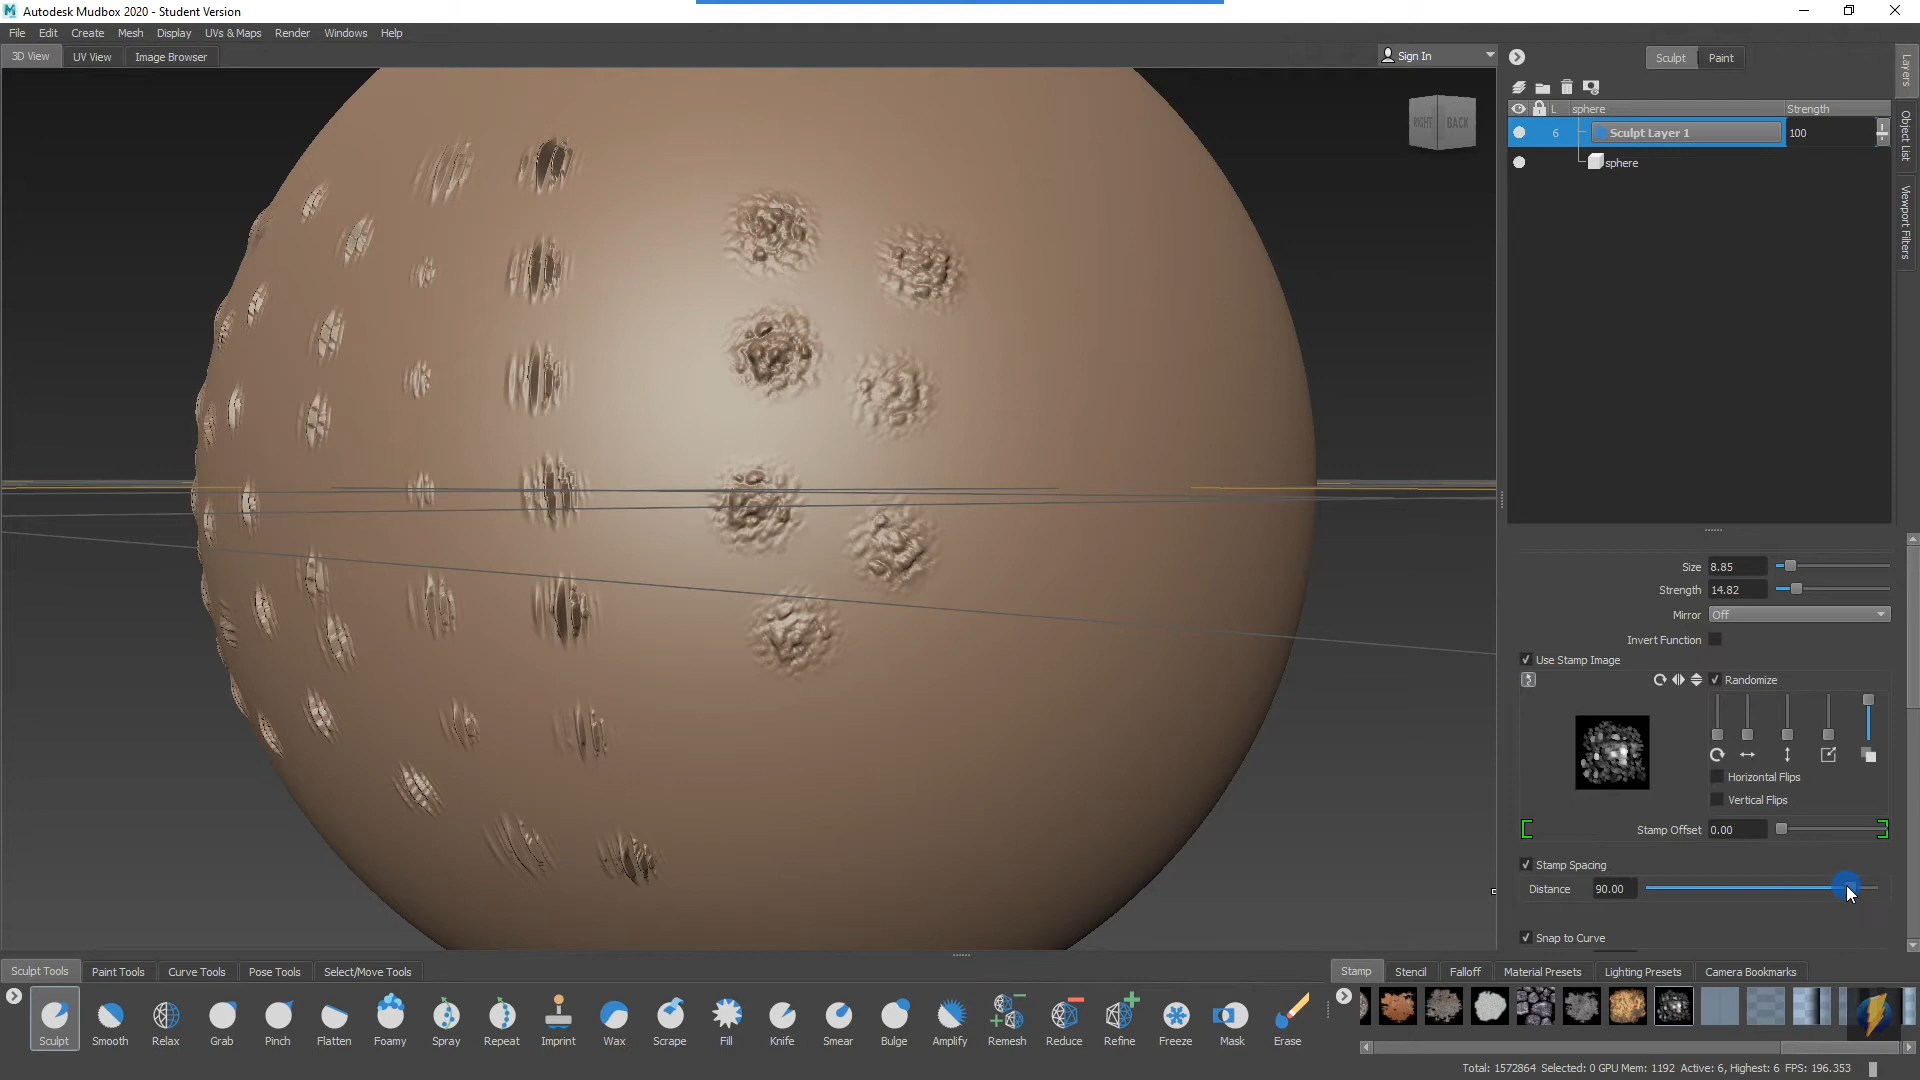 Autodesk Mudbox 2020 - Student Version
File Edit Create Mesh Display UVs & Maps Render Windows Help
3D View UV View Image Browser
Sign In
Sculpt Paint
RIGHT BACK
L sphere Strength
6 Sculpt Layer 1 100
sphere
Layers
Object List
Viewport Filters
Size 8.85
Strength 14.82
Mirror Off
Invert Function
Use Stamp Image
Randomize
Horizontal Flips
Vertical Flips
Stamp Offset 0.00
Stamp Spacing
Distance 90.00
Snap to Curve
Sculpt Tools Paint Tools Curve Tools Pose Tools Select/Move Tools
Stamp Stencil Falloff Material Presets Lighting Presets Camera Bookmarks
Sculpt Smooth Relax Grab Pinch Flatten Foamy Spray Repeat Imprint Wax Scrape Fill Knife Smear Bulge Amplify Remesh Reduce Refine Freeze Mask Erase
Total: 1572864 Selected: 0 GPU Mem: 1192 Active: 6, Highest: 6 FPS: 196.353